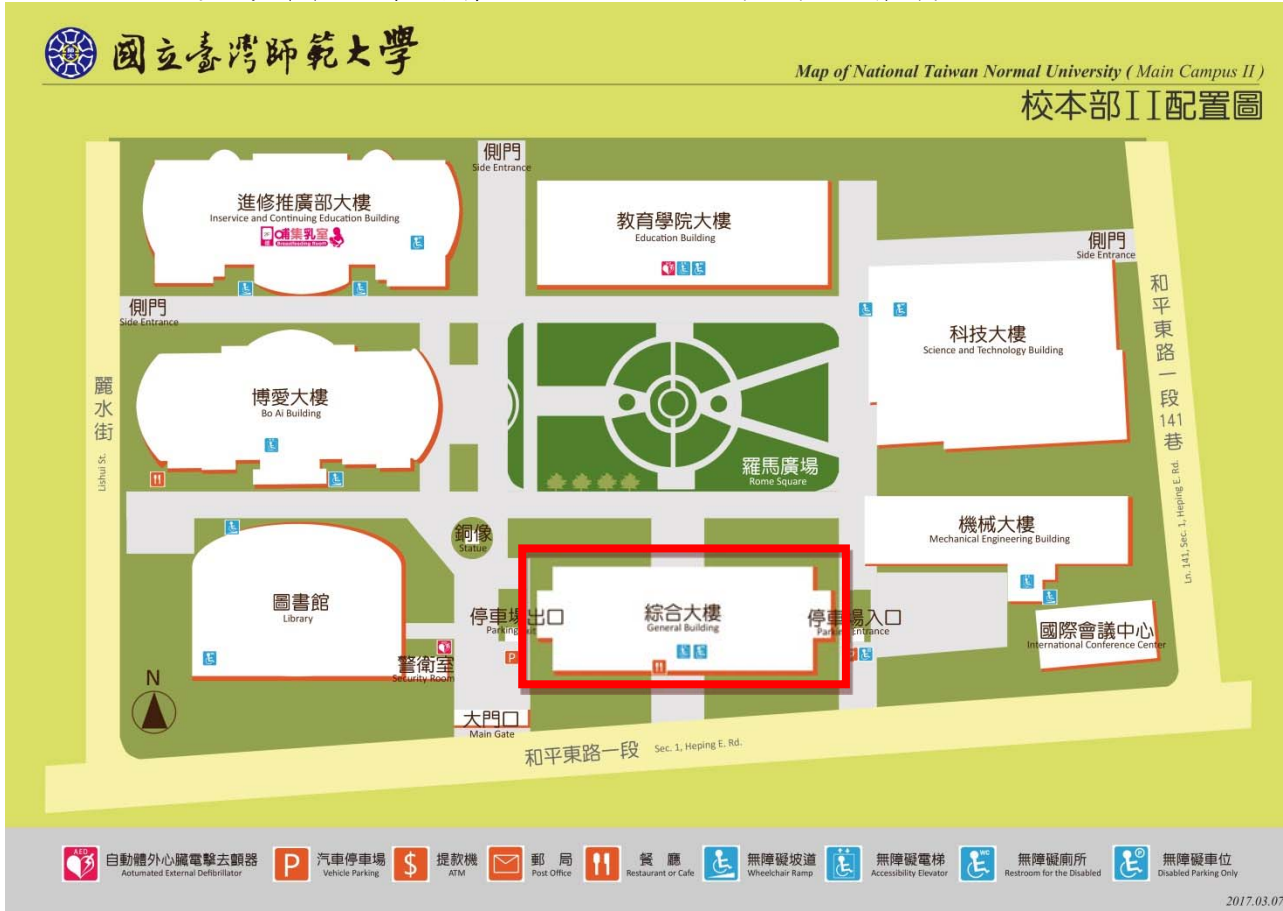 國立臺灣師範大學
Map of National Taiwan Normal University ( Main Campus II )
校本部II配置圖
側門
Side Entrance
進修推廣部大樓
Inservice and Continuing Education Building
哺集乳室
Breastfeeding Room
教育學院大樓
Education Building
側門
Side Entrance
側門
Side Entrance
科技大樓
Science and Technology Building
和平東路一段141巷
Ln. 141, Sec. 1, Heping E. Rd.
麗水街
Lishui St.
博愛大樓
Bo Ai Building
羅馬廣場
Rome Square
銅像
Statue
機械大樓
Mechanical Engineering Building
圖書館
Library
停車場出口
Parking Exit
綜合大樓
General Building
停車場入口
Parking Entrance
國際會議中心
International Conference Center
警衛室
Security Room
P
P
N
大門口
Main Gate
和平東路一段 Sec. 1, Heping E. Rd.
AED 自動體外心臟電擊去顫器
Aotumated External Defibrillator
P 汽車停車場
Vehicle Parking
$ 提款機
ATM
郵局
Post Office
餐廳
Restaurant or Cafe
無障礙坡道
Wheelchair Ramp
無障礙電梯
Accessibility Elevator
WC 無障礙廁所
Restroom for the Disabled
P 無障礙車位
Disabled Parking Only
2017.03.07